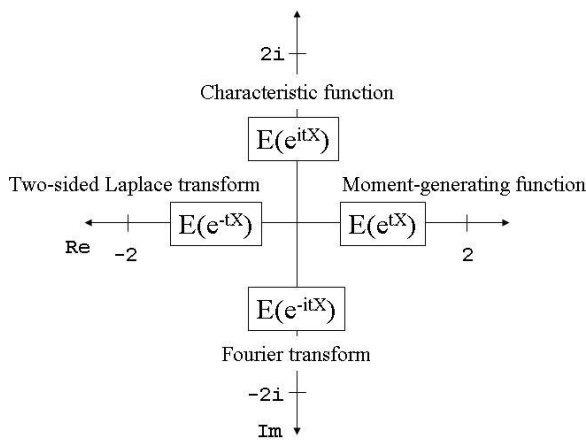 2i
Characteristic function
E(e^{itX})
Two-sided Laplace transform
Moment-generating function
E(e^{-tX})
E(e^{tX})
Re
-2
2
E(e^{-itX})
Fourier transform
-2i
Im